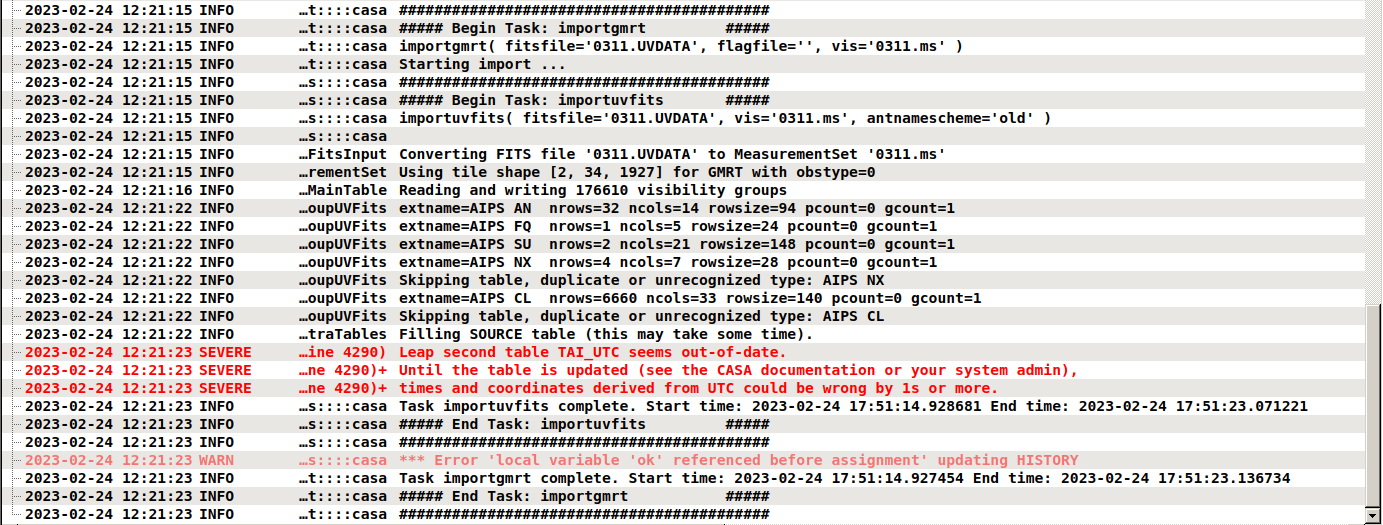 2023-02-24 12:21:15 INFO …t::::casa ##########################################
2023-02-24 12:21:15 INFO …t::::casa ##### Begin Task: importgmrt         #####
2023-02-24 12:21:15 INFO …t::::casa importgmrt( fitsfile='0311.UVDATA', flagfile='', vis='0311.ms' )
2023-02-24 12:21:15 INFO …t::::casa Starting import ...
2023-02-24 12:21:15 INFO …s::::casa ##########################################
2023-02-24 12:21:15 INFO …s::::casa ##### Begin Task: importuvfits       #####
2023-02-24 12:21:15 INFO …s::::casa importuvfits( fitsfile='0311.UVDATA', vis='0311.ms', antnamescheme='old' )
2023-02-24 12:21:15 INFO …s::::casa
2023-02-24 12:21:15 INFO …FitsInput Converting FITS file '0311.UVDATA' to MeasurementSet '0311.ms'
2023-02-24 12:21:15 INFO …rementSet Using tile shape [2, 34, 1927] for GMRT with obstype=0
2023-02-24 12:21:16 INFO …MainTable Reading and writing 176610 visibility groups
2023-02-24 12:21:22 INFO …oupUVFits extname=AIPS AN  nrows=32 ncols=14 rowsize=94 pcount=0 gcount=1
2023-02-24 12:21:22 INFO …oupUVFits extname=AIPS FQ  nrows=1 ncols=5 rowsize=24 pcount=0 gcount=1
2023-02-24 12:21:22 INFO …oupUVFits extname=AIPS SU  nrows=2 ncols=21 rowsize=148 pcount=0 gcount=1
2023-02-24 12:21:22 INFO …oupUVFits extname=AIPS NX  nrows=4 ncols=7 rowsize=28 pcount=0 gcount=1
2023-02-24 12:21:22 INFO …oupUVFits Skipping table, duplicate or unrecognized type: AIPS NX
2023-02-24 12:21:22 INFO …oupUVFits extname=AIPS CL  nrows=6660 ncols=33 rowsize=140 pcount=0 gcount=1
2023-02-24 12:21:22 INFO …oupUVFits Skipping table, duplicate or unrecognized type: AIPS CL
2023-02-24 12:21:22 INFO …traTables Filling SOURCE table (this may take some time).
2023-02-24 12:21:23 SEVERE …ine 4290) Leap second table TAI_UTC seems out-of-date.
2023-02-24 12:21:23 SEVERE …ne 4290)+ Until the table is updated (see the CASA documentation or your system admin),
2023-02-24 12:21:23 SEVERE …ne 4290)+ times and coordinates derived from UTC could be wrong by 1s or more.
2023-02-24 12:21:23 INFO …s::::casa Task importuvfits complete. Start time: 2023-02-24 17:51:14.928681 End time: 2023-02-24 17:51:23.071221
2023-02-24 12:21:23 INFO …s::::casa ##### End Task: importuvfits         #####
2023-02-24 12:21:23 INFO …s::::casa ##########################################
2023-02-24 12:21:23 WARN …s::::casa *** Error 'local variable 'ok' referenced before assignment' updating HISTORY
2023-02-24 12:21:23 INFO …t::::casa Task importgmrt complete. Start time: 2023-02-24 17:51:14.927454 End time: 2023-02-24 17:51:23.136734
2023-02-24 12:21:23 INFO …t::::casa ##### End Task: importgmrt           #####
2023-02-24 12:21:23 INFO …t::::casa ##########################################